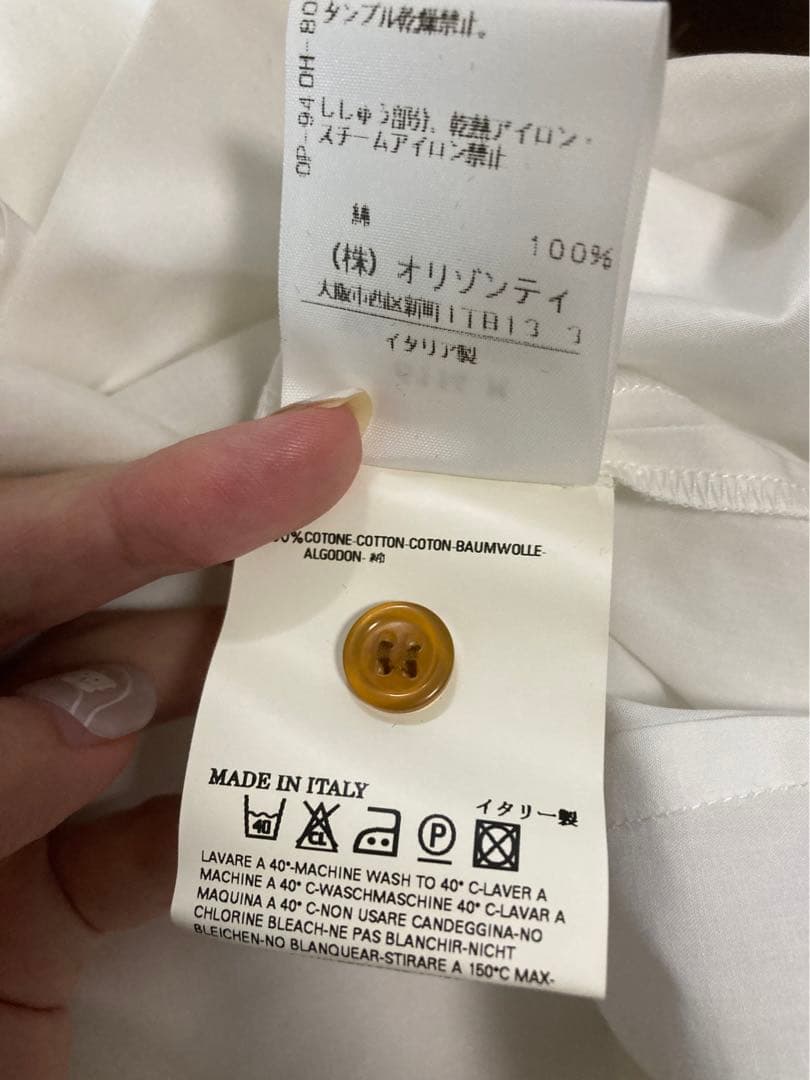 タンブル乾燥禁止。
OP-94 OH-80
ししゅう部分、乾熱アイロン・
スチームアイロン禁止
綿
100%
(株) オリゾンティ
大阪市西区新町1丁目13 3
イタリア製
%COTONE-COTTON-COTON-BAUMWOLLE-
ALGODON- 綿
MADE IN ITALY
イタリー製
40
CL
P
LAVARE A 40°-MACHINE WASH TO 40° C-LAVER A
MACHINE A 40° C-WASCHMASCHINE 40° C-LAVAR A
MAQUINA A 40° C-NON USARE CANDEGGINA-NO
CHLORINE BLEACH-NE PAS BLANCHIR-NICHT
BLEICHEN-NO BLANQUEAR-STIRARE A 150°C MAX-